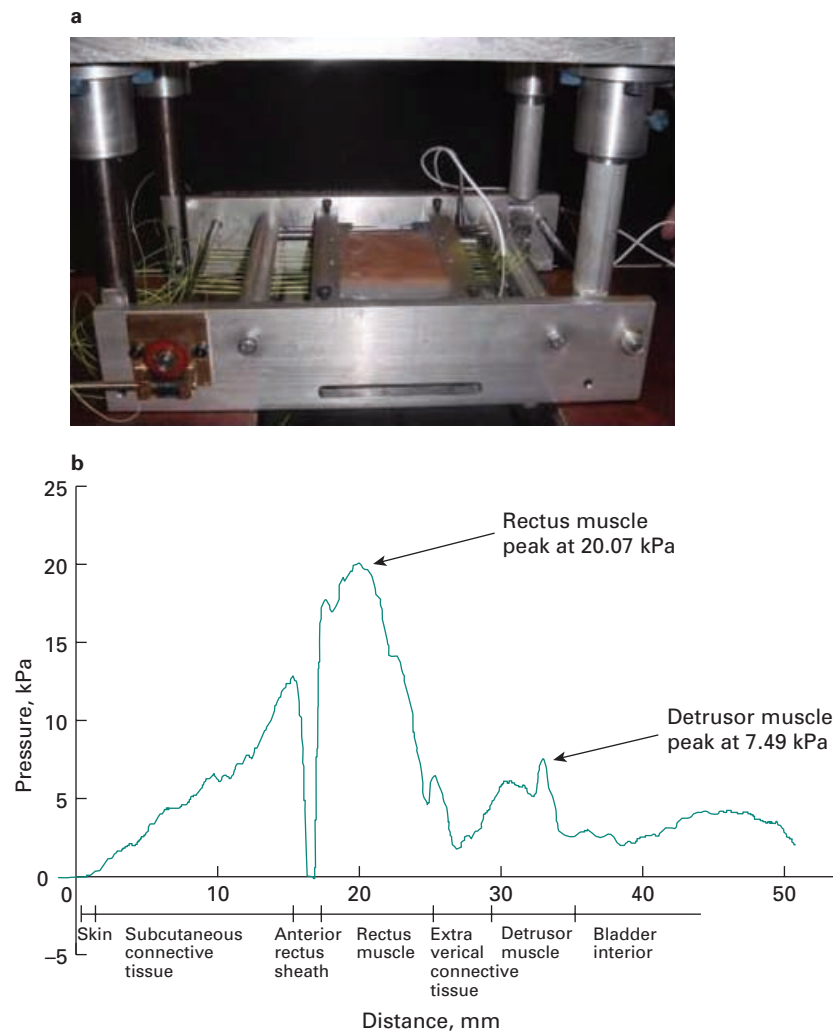 a
b
25
20
15
10
5
0
−5
Pressure, kPa
Rectus muscle
peak at 20.07 kPa
Detrusor muscle
peak at 7.49 kPa
0
10
20
30
40
50
Skin
Subcutaneous
connective
tissue
Anterior
rectus
sheath
Rectus
muscle
Extra
verical
connective
tissue
Detrusor
muscle
Bladder
interior
Distance, mm